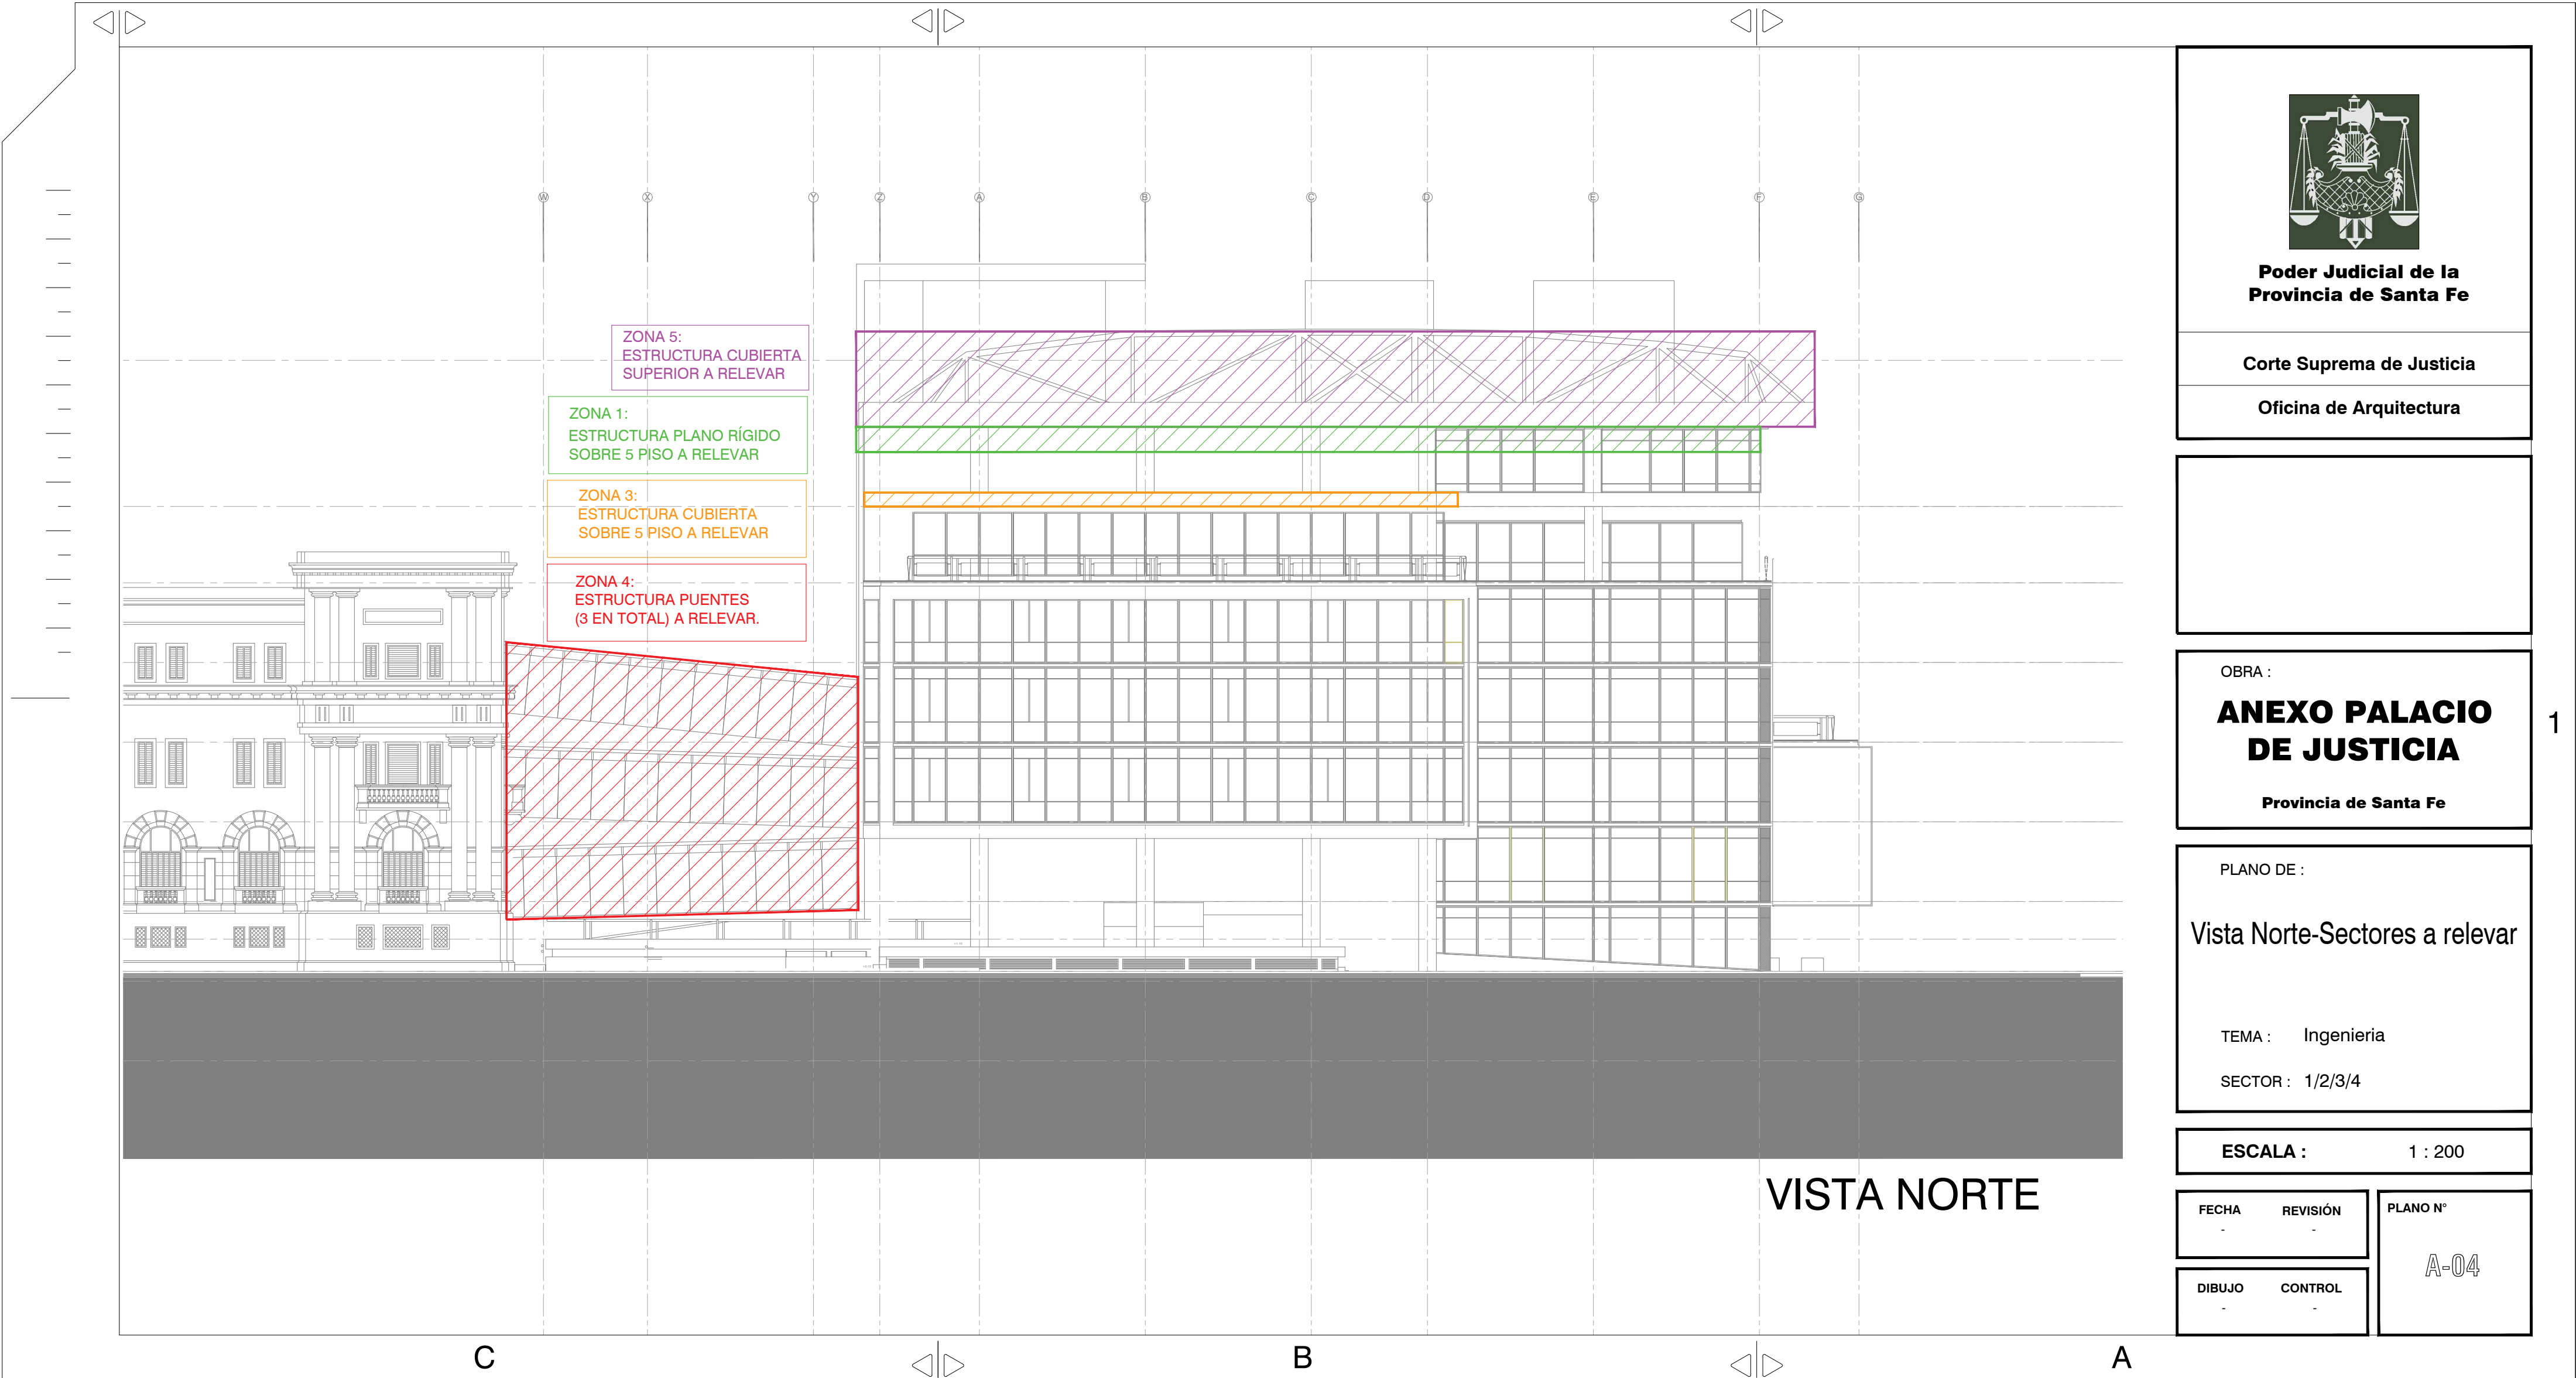 W X Y Z A B C D E F G
ZONA 5:
ESTRUCTURA CUBIERTA
SUPERIOR A RELEVAR
ZONA 1:
ESTRUCTURA PLANO RÍGIDO
SOBRE 5 PISO A RELEVAR
ZONA 3:
ESTRUCTURA CUBIERTA
SOBRE 5 PISO A RELEVAR
ZONA 4:
ESTRUCTURA PUENTES
(3 EN TOTAL) A RELEVAR.
VISTA NORTE
C B A
1
Poder Judicial de la
Provincia de Santa Fe
Corte Suprema de Justicia
Oficina de Arquitectura
OBRA :
ANEXO PALACIO
DE JUSTICIA
Provincia de Santa Fe
PLANO DE :
Vista Norte-Sectores a relevar
TEMA : Ingenieria
SECTOR : 1/2/3/4
ESCALA : 1 : 200
FECHA REVISIÓN
- -
DIBUJO CONTROL
- -
PLANO N°
A-04